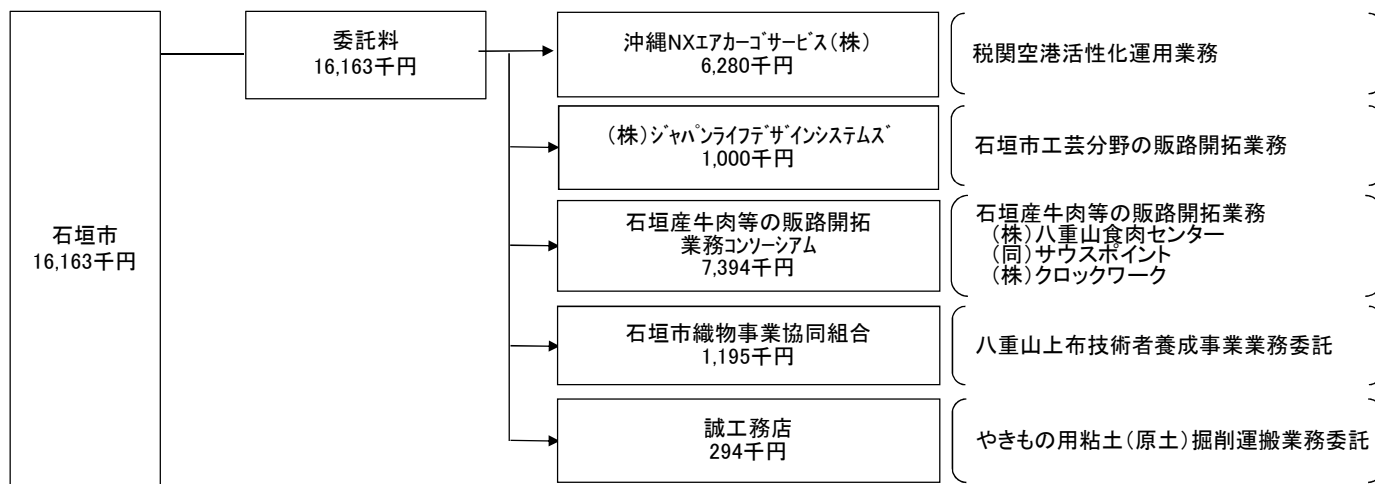 石垣市
16,163千円
委託料
16,163千円
沖縄NXｴｱｶｰｺﾞｻｰﾋﾞｽ(株)
6,280千円
税関空港活性化運用業務
(株)ｼﾞｬﾊﾟﾝﾗｲﾌﾃﾞｻﾞｲﾝｼｽﾃﾑｽﾞ
1,000千円
石垣市工芸分野の販路開拓業務
石垣産牛肉等の販路開拓
業務ｺﾝｿｰｼｱﾑ
7,394千円
石垣産牛肉等の販路開拓業務
(株)八重山食肉センター
(同)サウスポイント
(株)クロックワーク
石垣市織物事業協同組合
1,195千円
八重山上布技術者養成事業業務委託
誠工務店
294千円
やきもの用粘土(原土)掘削運搬業務委託